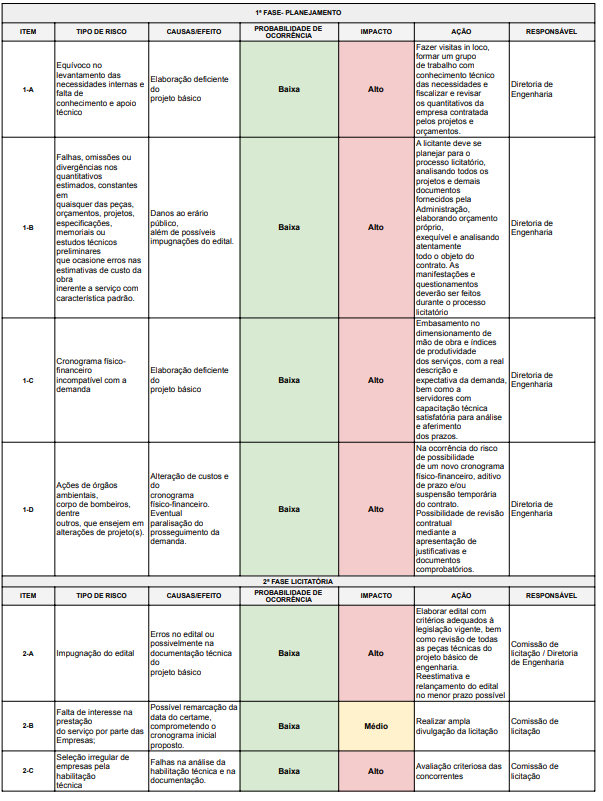 1ª FASE- PLANEJAMENTO
ITEM
TIPO DE RISCO
CAUSAS/EFEITO
PROBABILIDADE DE
OCORRÊNCIA
IMPACTO
AÇÃO
RESPONSÁVEL
1-A
Equívoco no
levantamento das
necessidades internas e
falta de
conhecimento e apoio
técnico
Elaboração deficiente
do
projeto básico
Baixa
Alto
Fazer visitas in loco,
formar um grupo
de trabalho com
conhecimento técnico
das necessidades e
fiscalizar e revisar
os quantitativos da
empresa contratada
pelos projetos e
orçamentos.
Diretoria de
Engenharia
1-B
Falhas, omissões ou
divergências nos
quantitativos
estimados, constantes
em
quaisquer das peças,
orçamentos, projetos,
especificações,
memoriais ou
estudos técnicos
preliminares
que ocasione erros nas
estimativas de custo da
obra
inerente a serviço com
característica padrão.
Danos ao erário
público,
além de possíveis
impugnações do edital.
Baixa
Alto
A licitante deve se
planejar para o
processo licitatório,
analisando todos os
projetos e demais
documentos
fornecidos pela
Administração,
elaborando orçamento
próprio,
exequível e analisando
atentamente
todo o objeto do
contrato. As
manifestações e
questionamentos
deverão ser feitos
durante o processo
licitatório
Diretoria de
Engenharia
1-C
Cronograma físico-
financeiro
incompatível com a
demanda
Elaboração deficiente
do
projeto básico
Baixa
Alto
Embasamento no
dimensionamento de
mão de obra e índices
de produtividade
dos serviços, com a real
descrição e
expectativa da demanda,
bem como a
servidores com
capacitação técnica
satisfatória para análise
e aferimento
dos prazos.
Diretoria de
Engenharia
1-D
Ações de órgãos
ambientais,
corpo de bombeiros,
dentre
outros, que ensejem em
alterações de projeto(s).
Alteração de custos e
do
cronograma
físico-financeiro.
Eventual
paralisação do
prosseguimento da
demanda.
Baixa
Alto
Na ocorrência do risco
de possibilidade
de um novo cronograma
físico-financeiro, aditivo
de prazo e/ou
suspensão temporária
do contrato.
Possibilidade de revisão
contratual
mediante a
apresentação de
justificativas e
documentos
comprobatórios.
Diretoria de
Engenharia
2ª FASE LICITATÓRIA
ITEM
TIPO DE RISCO
CAUSAS/EFEITO
PROBABILIDADE DE
OCORRÊNCIA
IMPACTO
AÇÃO
RESPONSÁVEL
2-A
Impugnação do edital
Erros no edital ou
possivelmente na
documentação técnica
do
projeto básico
Baixa
Alto
Elaborar edital com
critérios adequados à
legislação vigente, bem
como revisão de todas
as peças técnicas do
projeto básico de
engenharia.
Reestimativa e
relançamento do edital
no menor prazo possível
Comissão de
licitação / Diretoria
de Engenharia
2-B
Falta de interesse na
prestação
do serviço por parte das
Empresas;
Possível remarcação da
data do certame,
comprometendo o
cronograma inicial
proposto.
Baixa
Médio
Realizar ampla
divulgação da licitação
Comissão de
licitação
2-C
Seleção irregular de
empresas pela
habilitação
técnica
Falhas na análise da
habilitação técnica e na
documentação.
Baixa
Alto
Avaliação criteriosa das
concorrentes
Comissão de
licitação